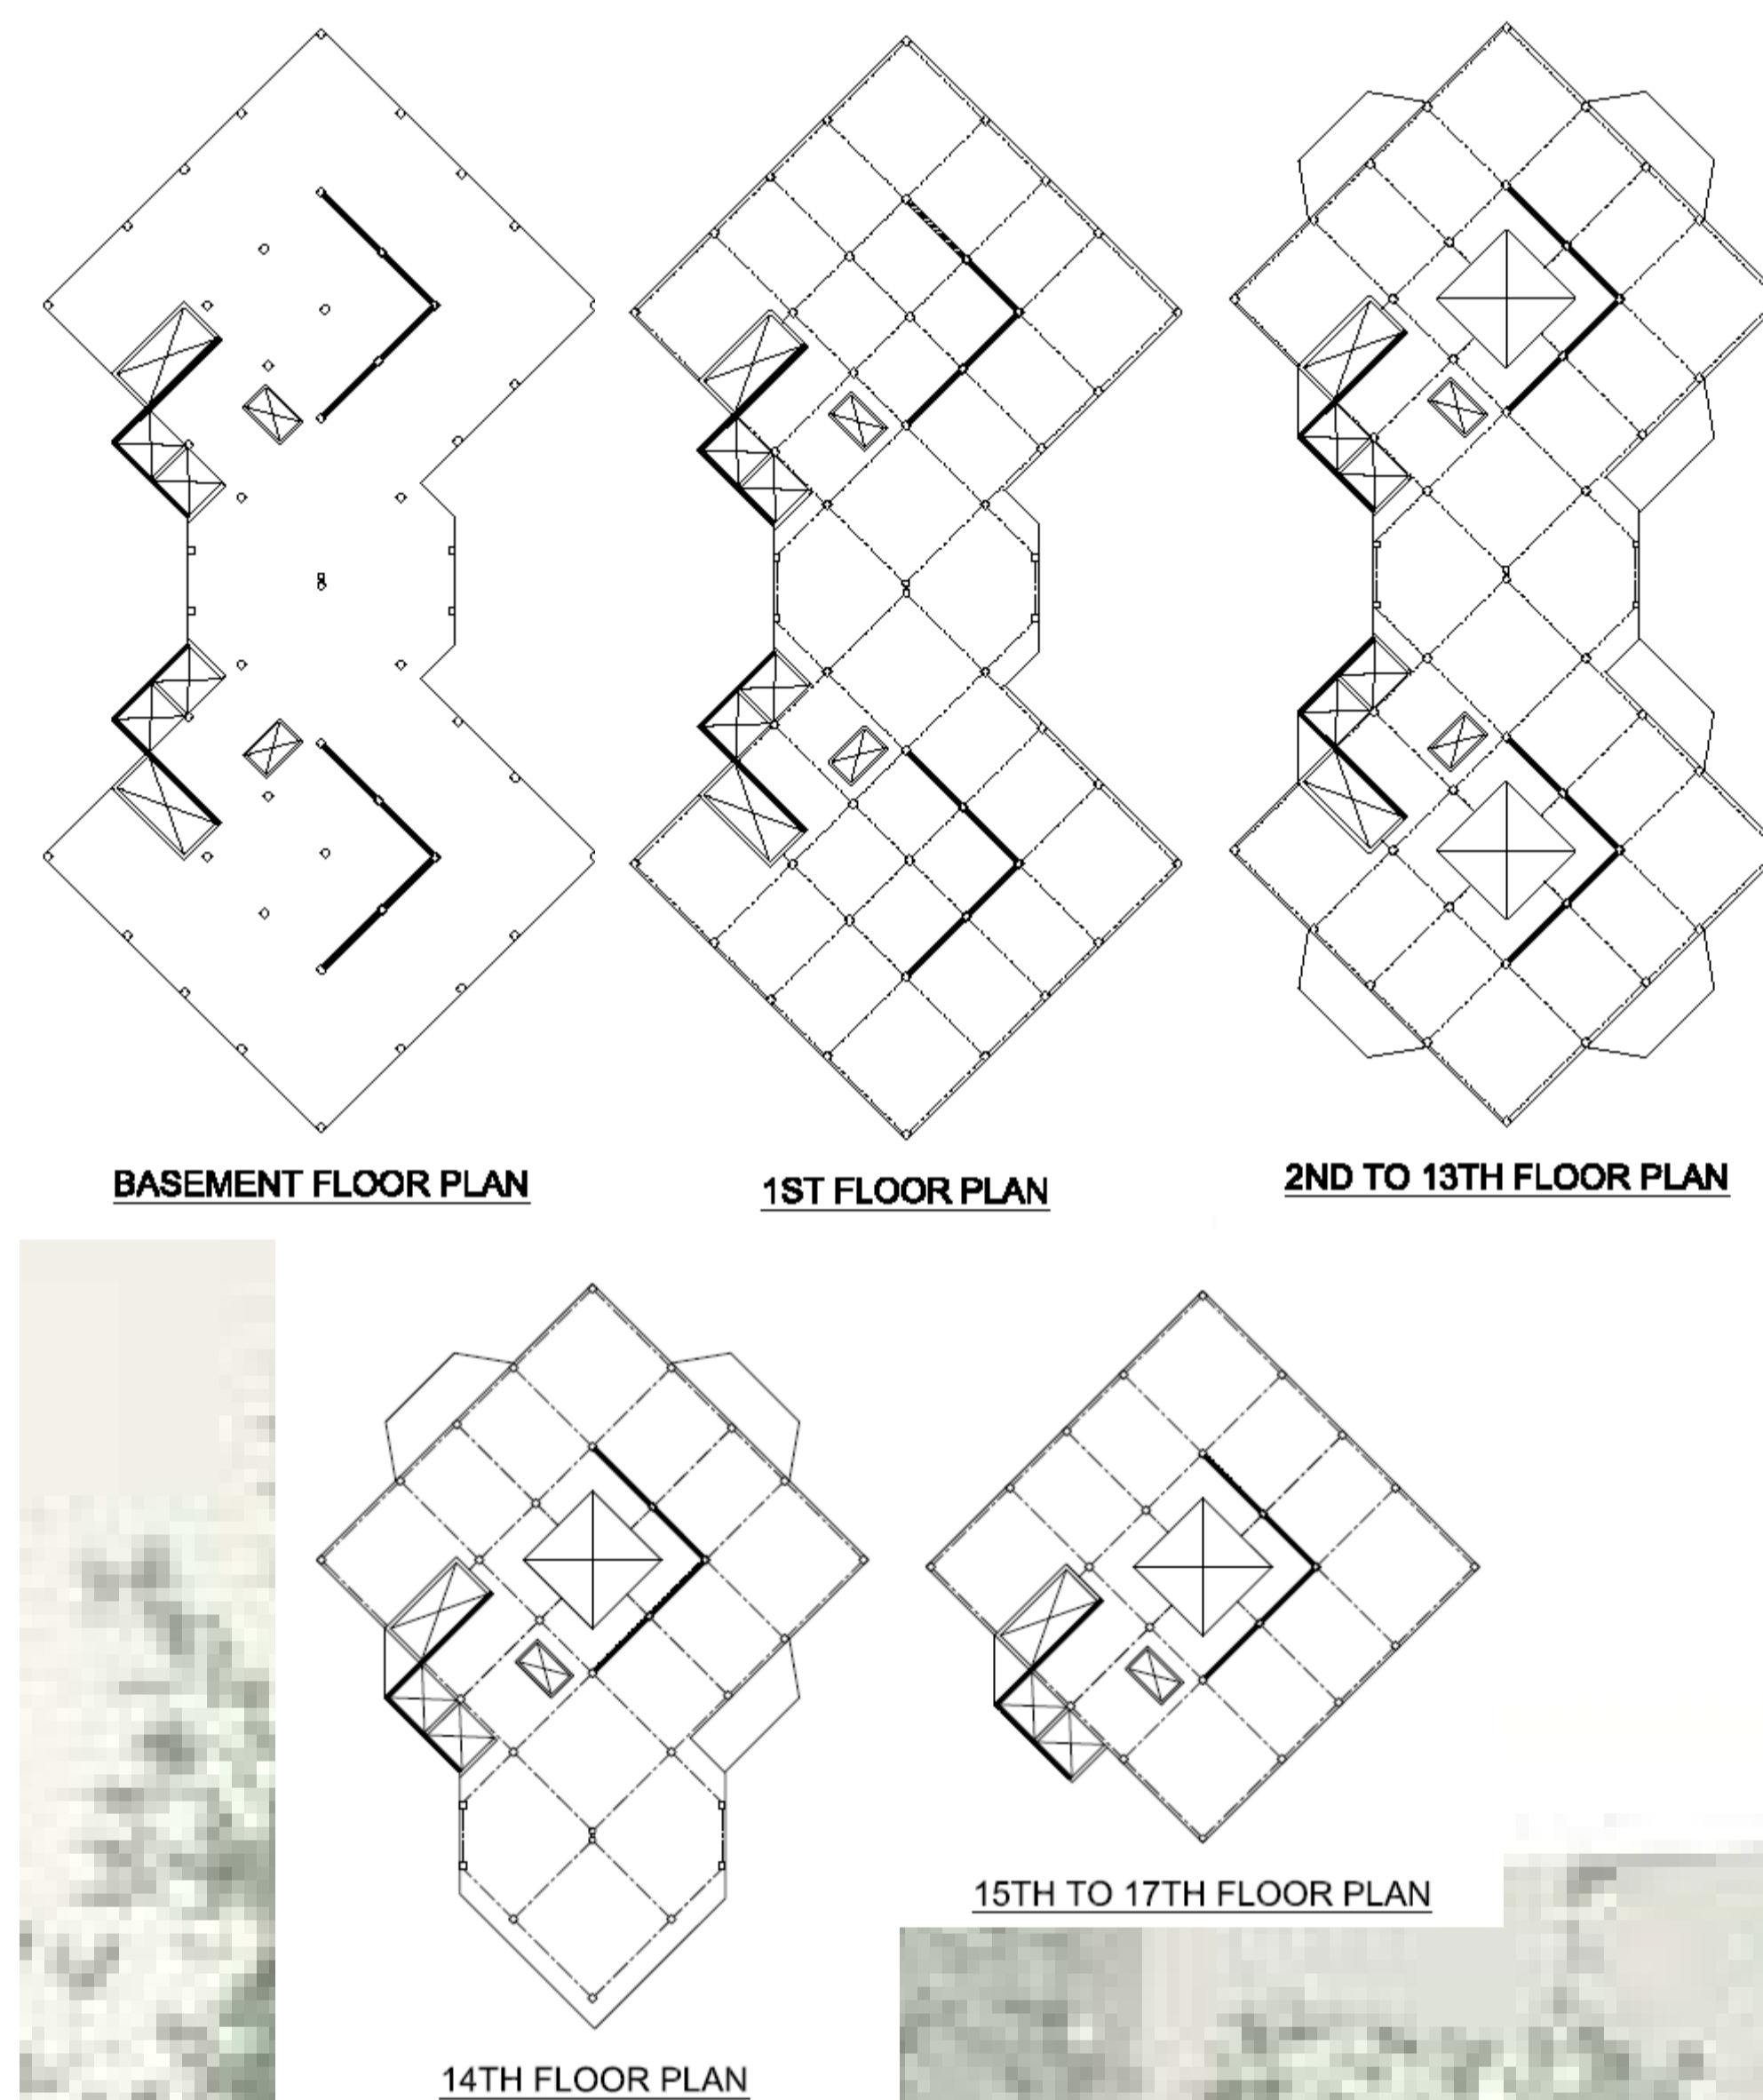 BASEMENT FLOOR PLAN
1ST FLOOR PLAN
2ND TO 13TH FLOOR PLAN
15TH TO 17TH FLOOR PLAN
14TH FLOOR PLAN